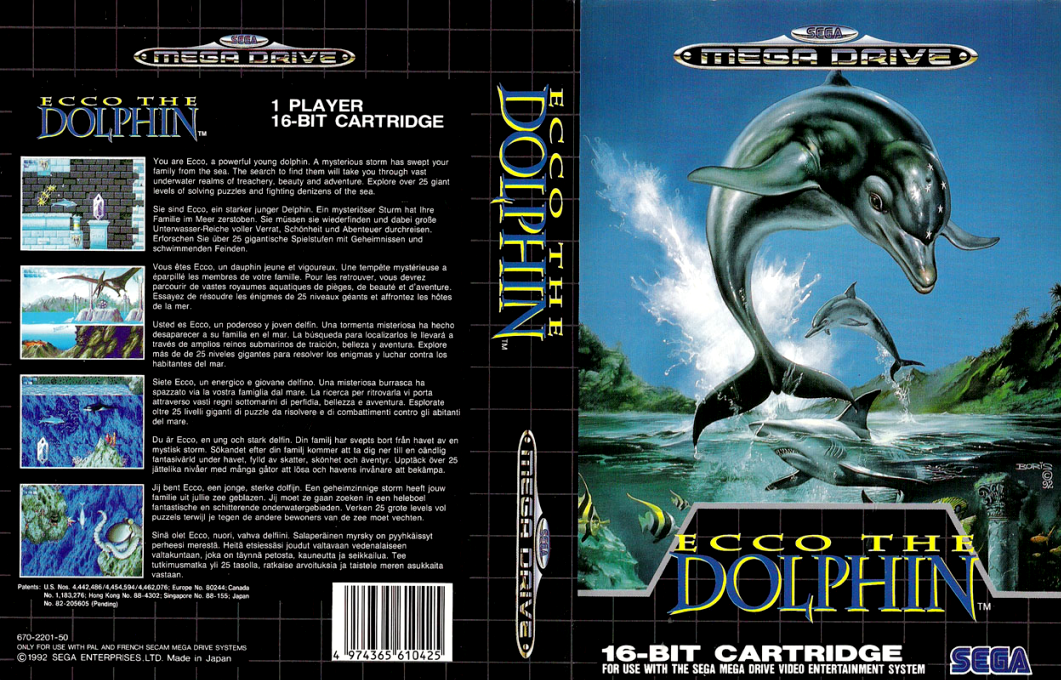 SEGA
MEGA DRIVE
ECCO THE
DOLPHIN™
1 PLAYER
16-BIT CARTRIDGE
You are Ecco, a powerful young dolphin. A mysterious storm has swept your
family from the sea. The search to find them will take you through vast
underwater realms of treachery, beauty and adventure. Explore over 25 giant
levels of solving puzzles and fighting denizens of the sea.
Sie sind Ecco, ein starker junger Delphin. Ein mysteriöser Sturm hat Ihre
Familie im Meer zerstoben. Sie müssen sie wiederfinden und dabei große
Unterwasser-Reiche voller Verrat, Schönheit und Abenteuer durchreisen.
Erforschen Sie über 25 gigantische Spielstufen mit Geheimnissen und
schwimmenden Feinden.
Vous êtes Ecco, un dauphin jeune et vigoureux. Une tempête mystérieuse a
éparpillé les membres de votre famille. Pour les retrouver, vous devrez
parcourir de vastes royaumes aquatiques de pièges, de beauté et d'aventure.
Essayez de résoudre les énigmes de 25 niveaux géants et affrontez les hôtes
de la mer.
Usted es Ecco, un poderoso y joven delfin. Una tormenta misteriosa ha hecho
desaparecer a su familia en el mar. La búsqueda para localizarlos le llevará a
través de amplios reinos submarinos de traición, belleza y aventura. Explore
más de de 25 niveles gigantes para resolver los enigmas y luchar contra los
habitantes del mar.
Siete Ecco, un energico e giovane delfino. Una misteriosa burrasca ha
spazzato via la vostra famiglia dal mare. La ricerca per ritrovarla vi porta
attraverso vasti regni sottomarini di perfidia, bellezza e avventura. Esplorate
oltre 25 livelli giganti di puzzle da risolvere e di combattimenti contro gli abitanti
del mare.
Du är Ecco, en ung och stark delfin. Din familj har svepts bort från havet av en
mystisk storm. Sökandet efter din familj kommer att ta dig ner till en oändlig
fantasivärld under havet, fylld av skatter, skönhet och äventyr. Upptäck över 25
jättelika nivåer med många gåtor att lösa och havens invånare att bekämpa.
Jij bent Ecco, een jonge, sterke dolfijn. Een geheimzinnige storm heeft jouw
familie uit jullie zee geblazen. Jij moet ze gaan zoeken in een heleboel
fantastische en schitterende onderwatergebieden. Verken 25 grote levels vol
puzzels terwijl je tegen de andere bewoners van de zee moet vechten.
Sinä olet Ecco, nuori, vahva delfiini. Salaperäinen myrsky on pyyhkäissyt
perheesi merestä. Heitä etsiessäsi joudut valtavaan vedenalaiseen
valtakuntaan, joka on täynnä petosta, kauneutta ja seikkailua. Tee
tutkimusmatka yli 25 tasolla, ratkaise arvoituksia ja taistele meren asukkaita
vastaan.
Patents: U.S. Nos. 4,442,486/4,454,594/4,462,076; Europe No. 80244; Canada
No. 1,183,276; Hong Kong No. 88-4302; Singapore No. 88-155; Japan
No. 82-205605 (Pending)
670-2201-50
ONLY FOR USE WITH PAL AND FRENCH SECAM MEGA DRIVE SYSTEMS
©1992 SEGA ENTERPRISES,LTD. Made in Japan
4 974365 610425
ECCO THE
DOLPHIN™
SEGA
MEGA DRIVE
SEGA
MEGA DRIVE
BORIS
ECCO THE
DOLPHIN™
16-BIT CARTRIDGE
FOR USE WITH THE SEGA MEGA DRIVE VIDEO ENTERTAINMENT SYSTEM
SEGA